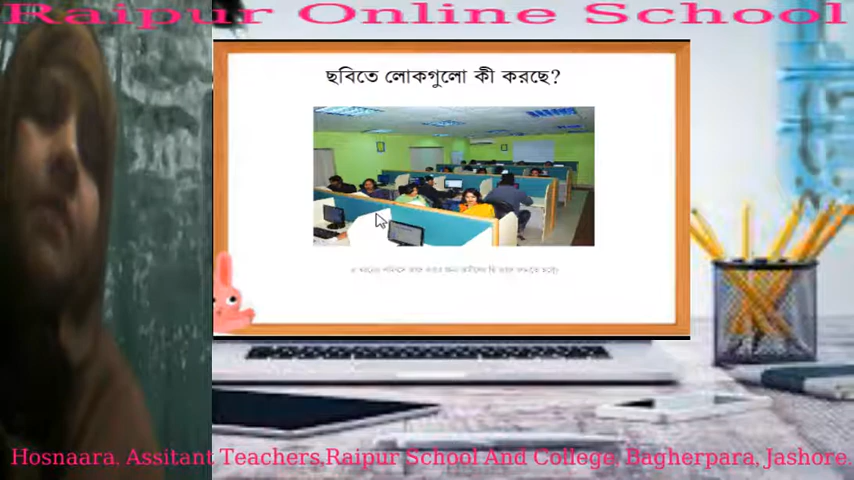 Raipur Online School
ছবিতে লোকগুলো কী করছে?
Hosnaara, Assitant Teachers,Raipur School And College, Bagherpara, Jashore.